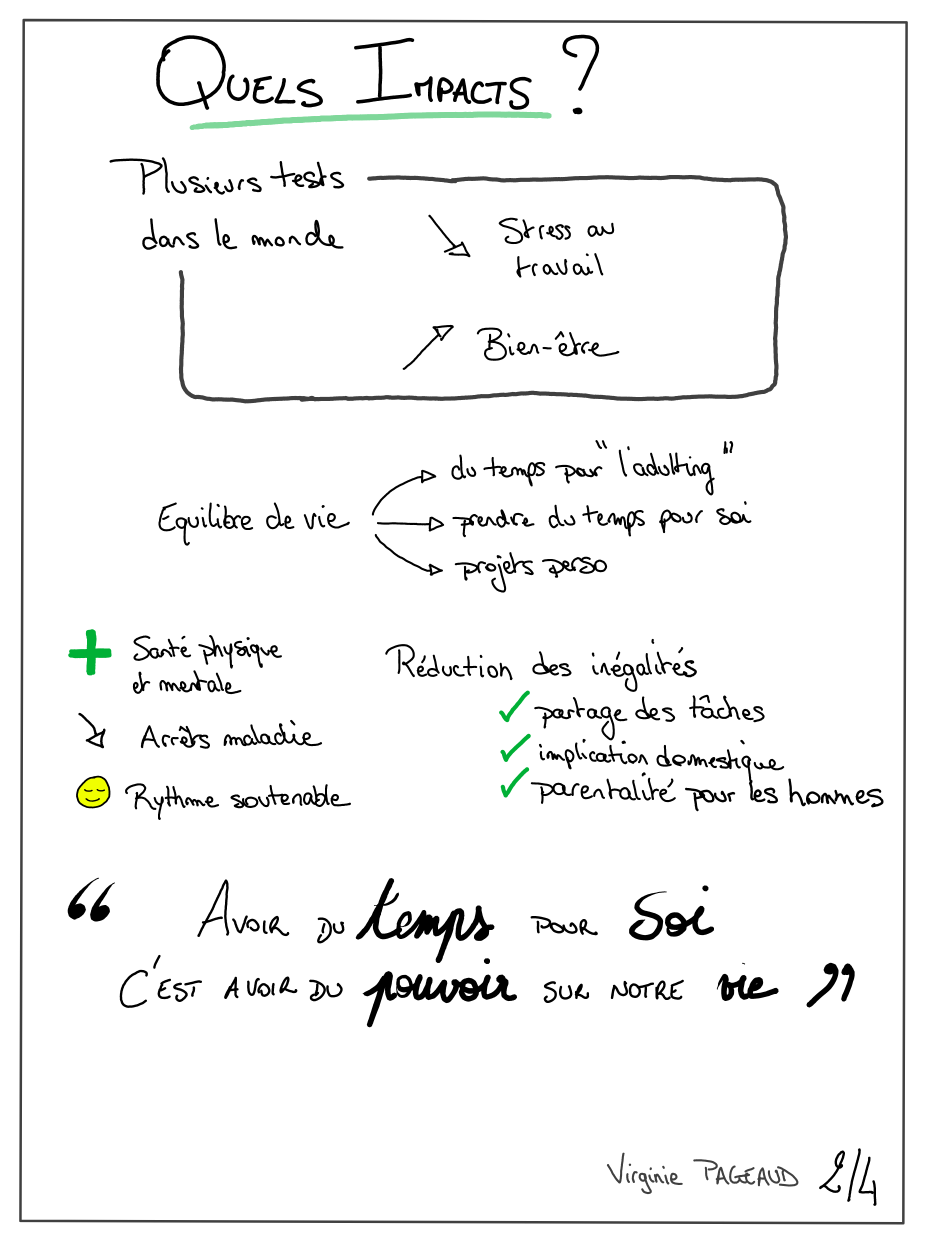 QUELS IMPACTS ?
Plusieurs tests
dans le monde
Stress au
travail
Bien-être
Equilibre de vie
du temps pour "l'adulting"
prendre du temps pour soi
projets perso
Santé physique
et mentale
Arrêts maladie
Rythme soutenable
Réduction des inégalités
partage des tâches
implication domestique
parentalité pour les hommes
“ AVOIR DU temps POUR Soi
C'EST AVOIR DU pouvoir SUR NOTRE vie ”
Virginie PAGEAUD 2/4